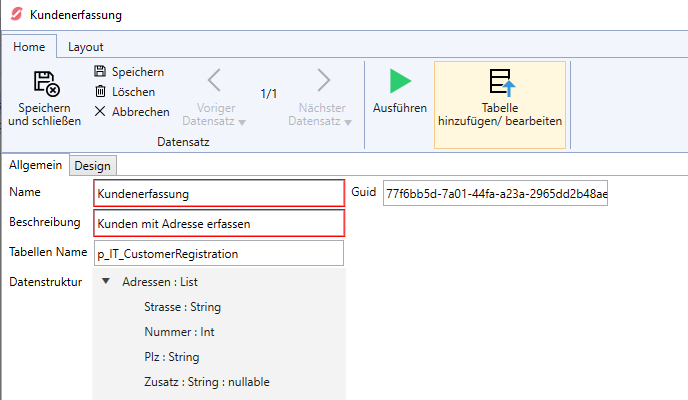 Kundenerfassung
Home
Layout
Speichern
und schließen
Speichern
Löschen
Abbrechen
Voriger
Datensatz
1/1
Nächster
Datensatz
Datensatz
Ausführen
Tabelle
hinzufügen/ bearbeiten
Allgemein
Design
Name
Kundenerfassung
Guid
77f6bb5d-7a01-44fa-a23a-2965dd2b48ae
Beschreibung
Kunden mit Adresse erfassen
Tabellen Name
p_IT_CustomerRegistration
Datenstruktur
Adressen : List
Strasse : String
Nummer : Int
Plz : String
Zusatz : String : nullable